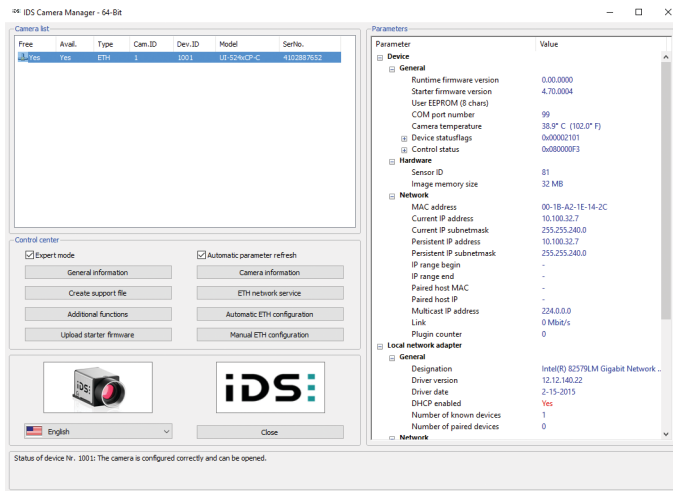 IDS Camera Manager - 64-Bit
Camera list
Free Avail. Type Cam.ID Dev.ID Model SerNo.
Yes Yes ETH 1 1001 UI-524xCP-C 4102887652
Control center
Expert mode
Automatic parameter refresh
General information
Camera information
Create support file
ETH network service
Additional functions
Automatic ETH configuration
Upload starter firmware
Manual ETH configuration
iDS:
iDS:
English
Close
Parameters
Parameter Value
Device
General
Runtime firmware version 0.00.0000
Starter firmware version 4.70.0004
User EEPROM (8 chars)
COM port number 99
Camera temperature 38.9° C (102.0° F)
Device statusflags 0x00002101
Control status 0x080000F3
Hardware
Sensor ID 81
Image memory size 32 MB
Network
MAC address 00-1B-A2-1E-14-2C
Current IP address 10.100.32.7
Current IP subnetmask 255.255.240.0
Persistent IP address 10.100.32.7
Persistent IP subnetmask 255.255.240.0
IP range begin -
IP range end -
Paired host MAC -
Paired host IP -
Multicast IP address 224.0.0.0
Link 0 Mbit/s
Plugin counter 0
Local network adapter
General
Designation Intel(R) 82579LM Gigabit Network ..
Driver version 12.12.140.22
Driver date 2-15-2015
DHCP enabled Yes
Number of known devices 1
Number of paired devices 0
Network
Status of device Nr. 1001: The camera is configured correctly and can be opened.